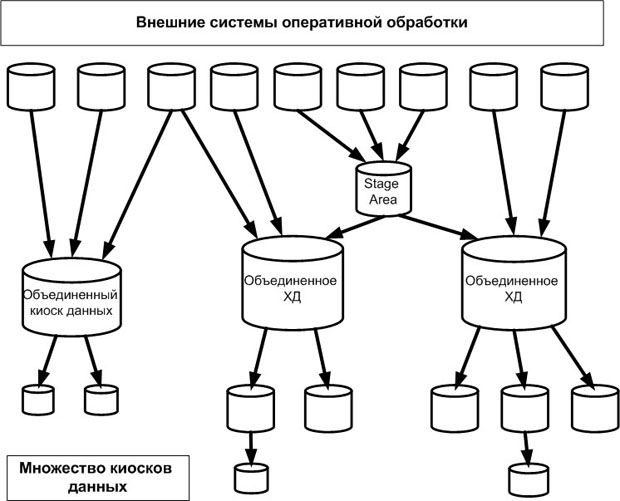 Внешние системы оперативной обработки
Stage
Area
Объединенный
киоск данных
Объединенное
ХД
Объединенное
ХД
Множество киосков
данных